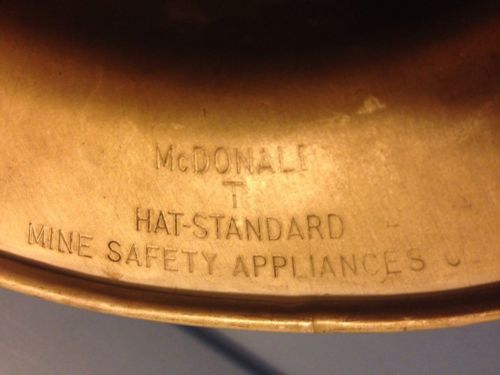 McDONALD
T
HAT-STANDARD
MINE SAFETY APPLIANCES